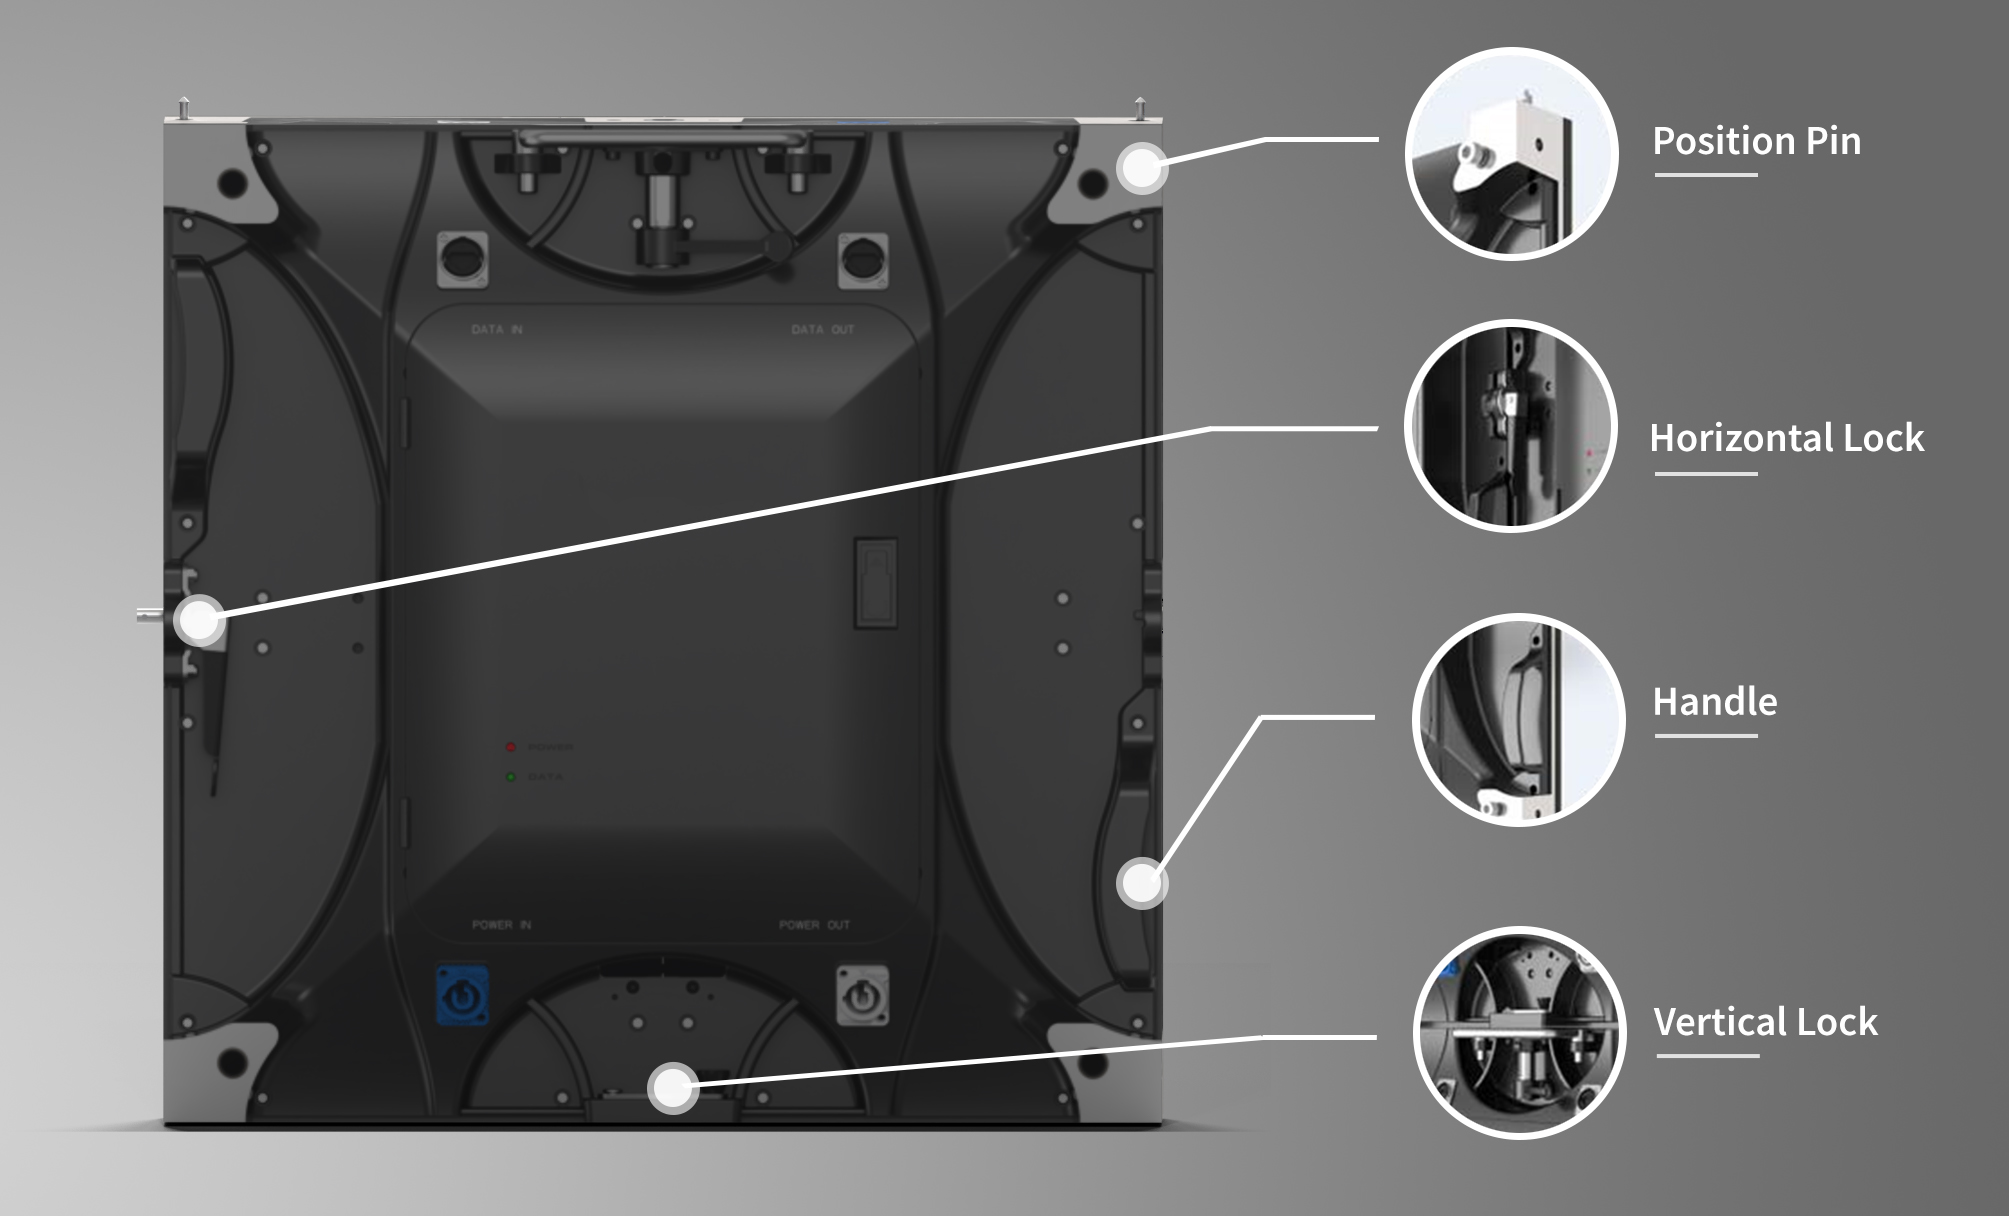 Position Pin
DATA IN
DATA OUT
Horizontal Lock
Handle
POWER
DATA
POWER IN
POWER OUT
Vertical Lock